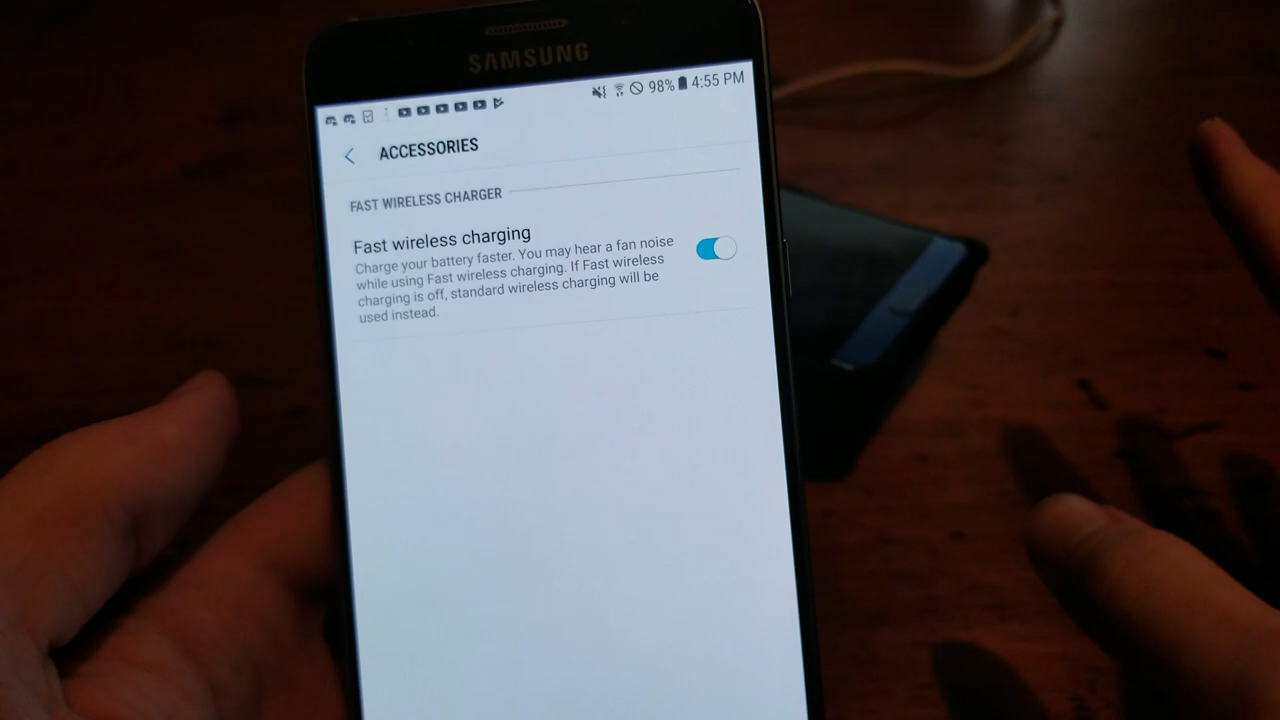 SAMSUNG
98% 4:55 PM
ACCESSORIES
FAST WIRELESS CHARGER
Fast wireless charging
Charge your battery faster. You may hear a fan noise
while using Fast wireless charging. If Fast wireless
charging is off, standard wireless charging will be
used instead.